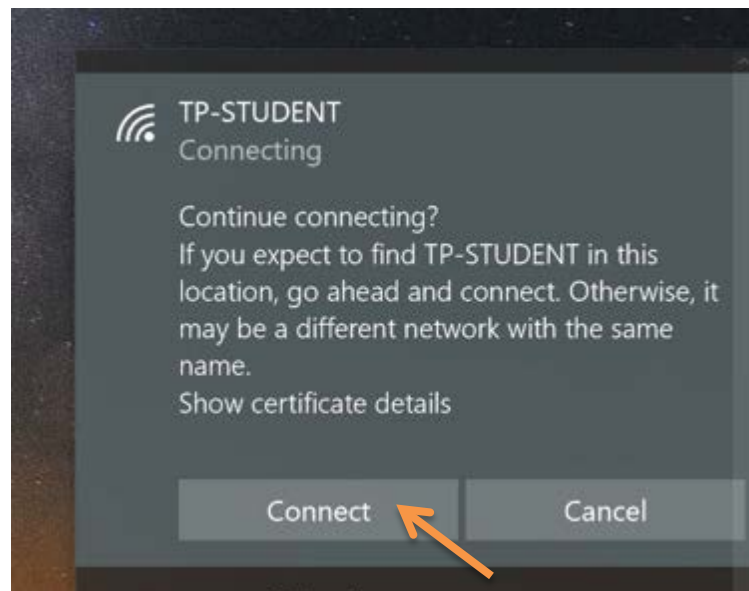 TP-STUDENT
Connecting
Continue connecting?
If you expect to find TP-STUDENT in this
location, go ahead and connect. Otherwise, it
may be a different network with the same
name.
Show certificate details
Connect
Cancel